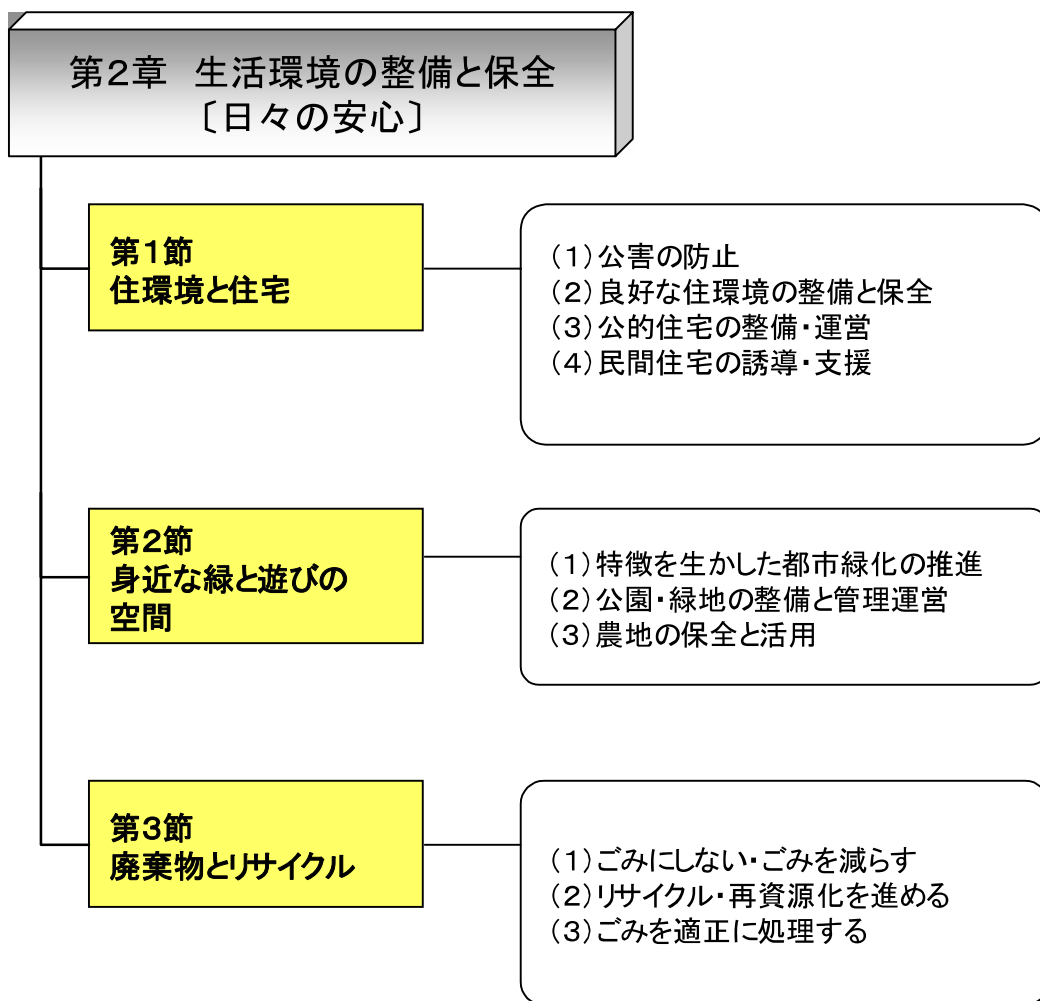 第2章 生活環境の整備と保全
〔日々の安心〕
第1節
住環境と住宅
(1)公害の防止
(2)良好な住環境の整備と保全
(3)公的住宅の整備・運営
(4)民間住宅の誘導・支援
第2節
身近な緑と遊びの
空間
(1)特徴を生かした都市緑化の推進
(2)公園・緑地の整備と管理運営
(3)農地の保全と活用
第3節
廃棄物とリサイクル
(1)ごみにしない・ごみを減らす
(2)リサイクル・再資源化を進める
(3)ごみを適正に処理する